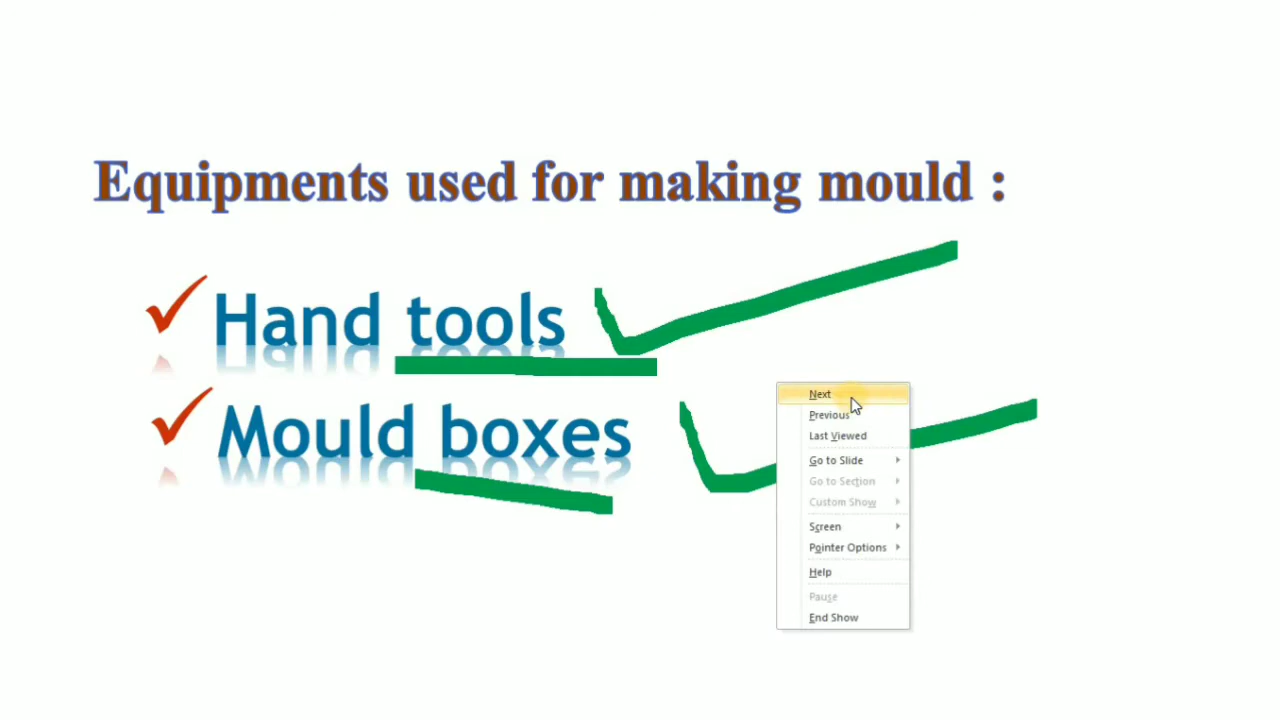 Equipments used for making mould :
Hand tools
Mould boxes
Next
Previous
Last Viewed
Go to Slide
Go to Section
Custom Show
Screen
Pointer Options
Help
Pause
End Show